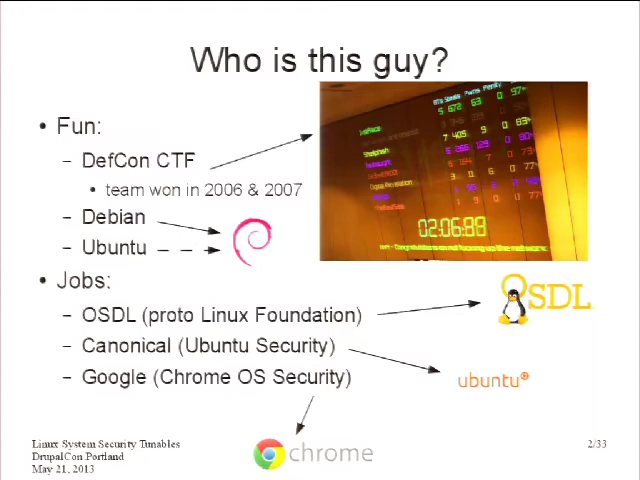 Who is this guy?
• Fun:
– DefCon CTF
• team won in 2006 & 2007
– Debian
– Ubuntu
• Jobs:
– OSDL (proto Linux Foundation)
– Canonical (Ubuntu Security)
– Google (Chrome OS Security)
02:06:
OSDL
ubuntu®
chrome
Linux System Security Tunables
DrupalCon Portland
May 21, 2013
2/33